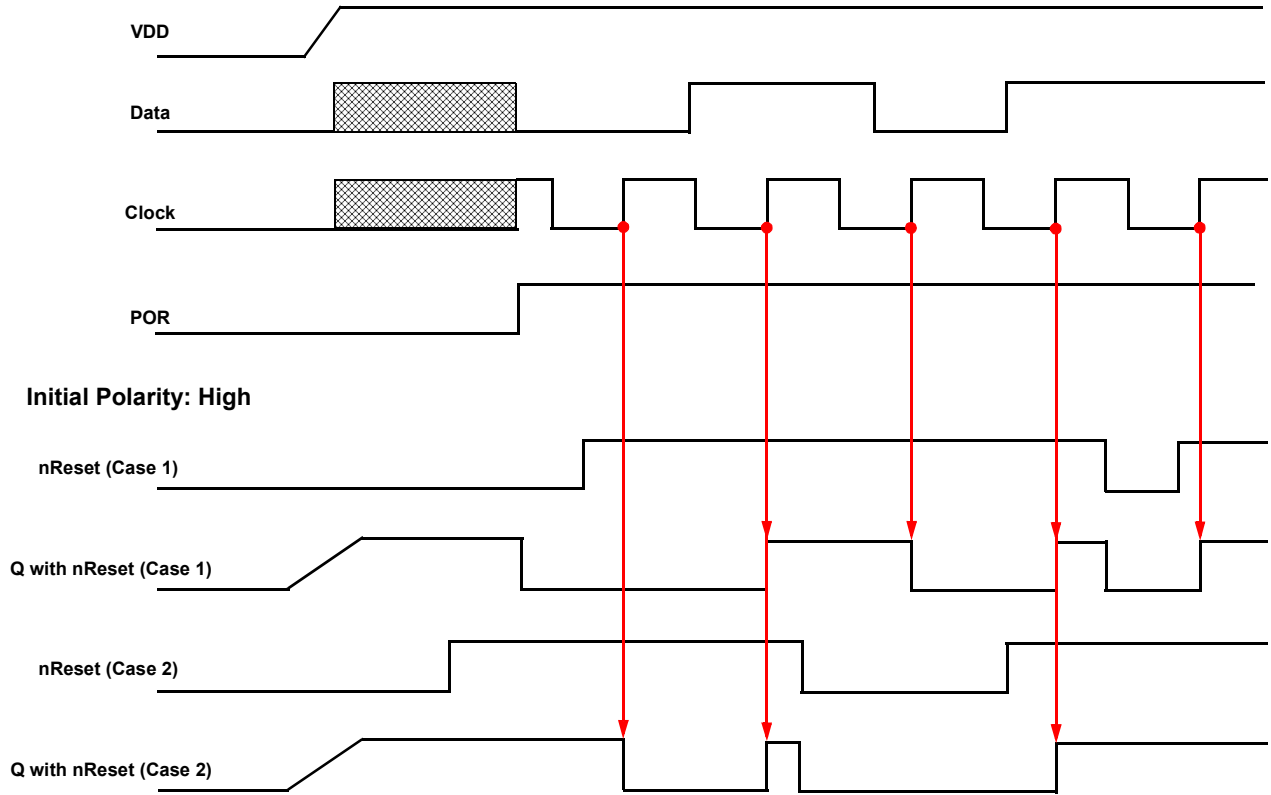 VDD
Data
Clock
POR
Initial Polarity: High
nReset (Case 1)
Q with nReset (Case 1)
nReset (Case 2)
Q with nReset (Case 2)